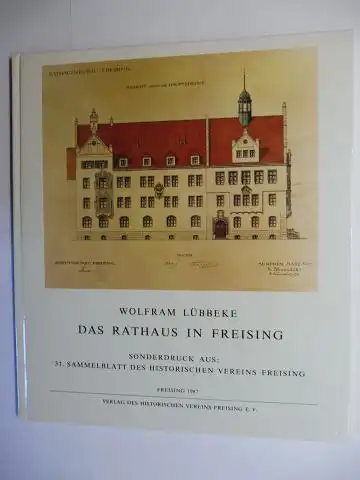 WOLFRAM LÜBBEKE
DAS RATHAUS IN FREISING
SONDERDRUCK AUS:
31. SAMMELBLATT DES HISTORISCHEN VEREINS FREISING
FREISING 1987
VERLAG DES HISTORISCHEN VEREINS FREISING E. V.